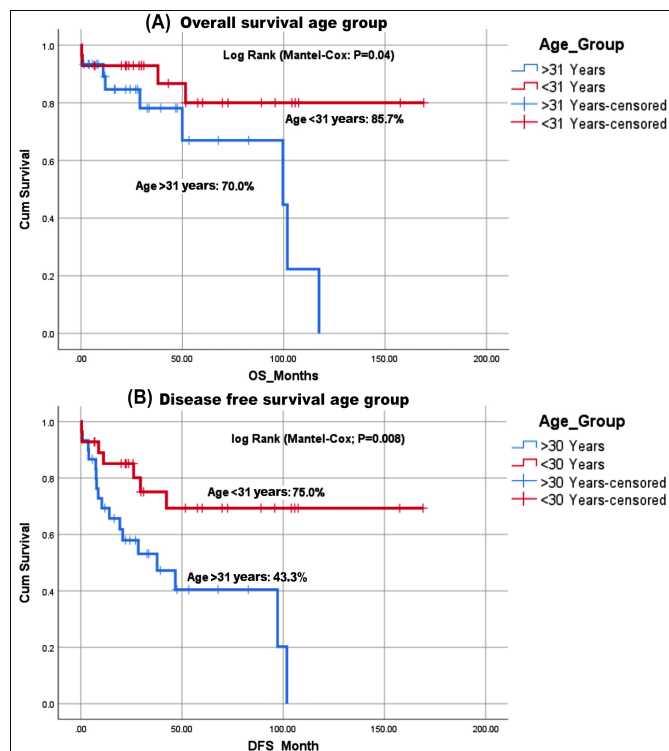 (A) Overall survival age group
Log Rank (Mantel-Cox: P=0.04)
Age <31 years: 85.7%
Age >31 years: 70.0%
Cum Survival
1.0
0.8
0.6
0.4
0.2
0.0
.00 50.00 100.00 150.00 200.00
OS_Months
Age_Group
>31 Years
<31 Years
>31 Years-censored
<31 Years-censored
(B) Disease free survival age group
log Rank (Mantel-Cox; P=0.008)
Age <31 years: 75.0%
Age >31 years: 43.3%
Cum Survival
1.0
0.8
0.6
0.4
0.2
0.0
.00 50.00 100.00 150.00 200.00
DFS_Month
Age_Group
>30 Years
<30 Years
>30 Years-censored
<30 Years-censored